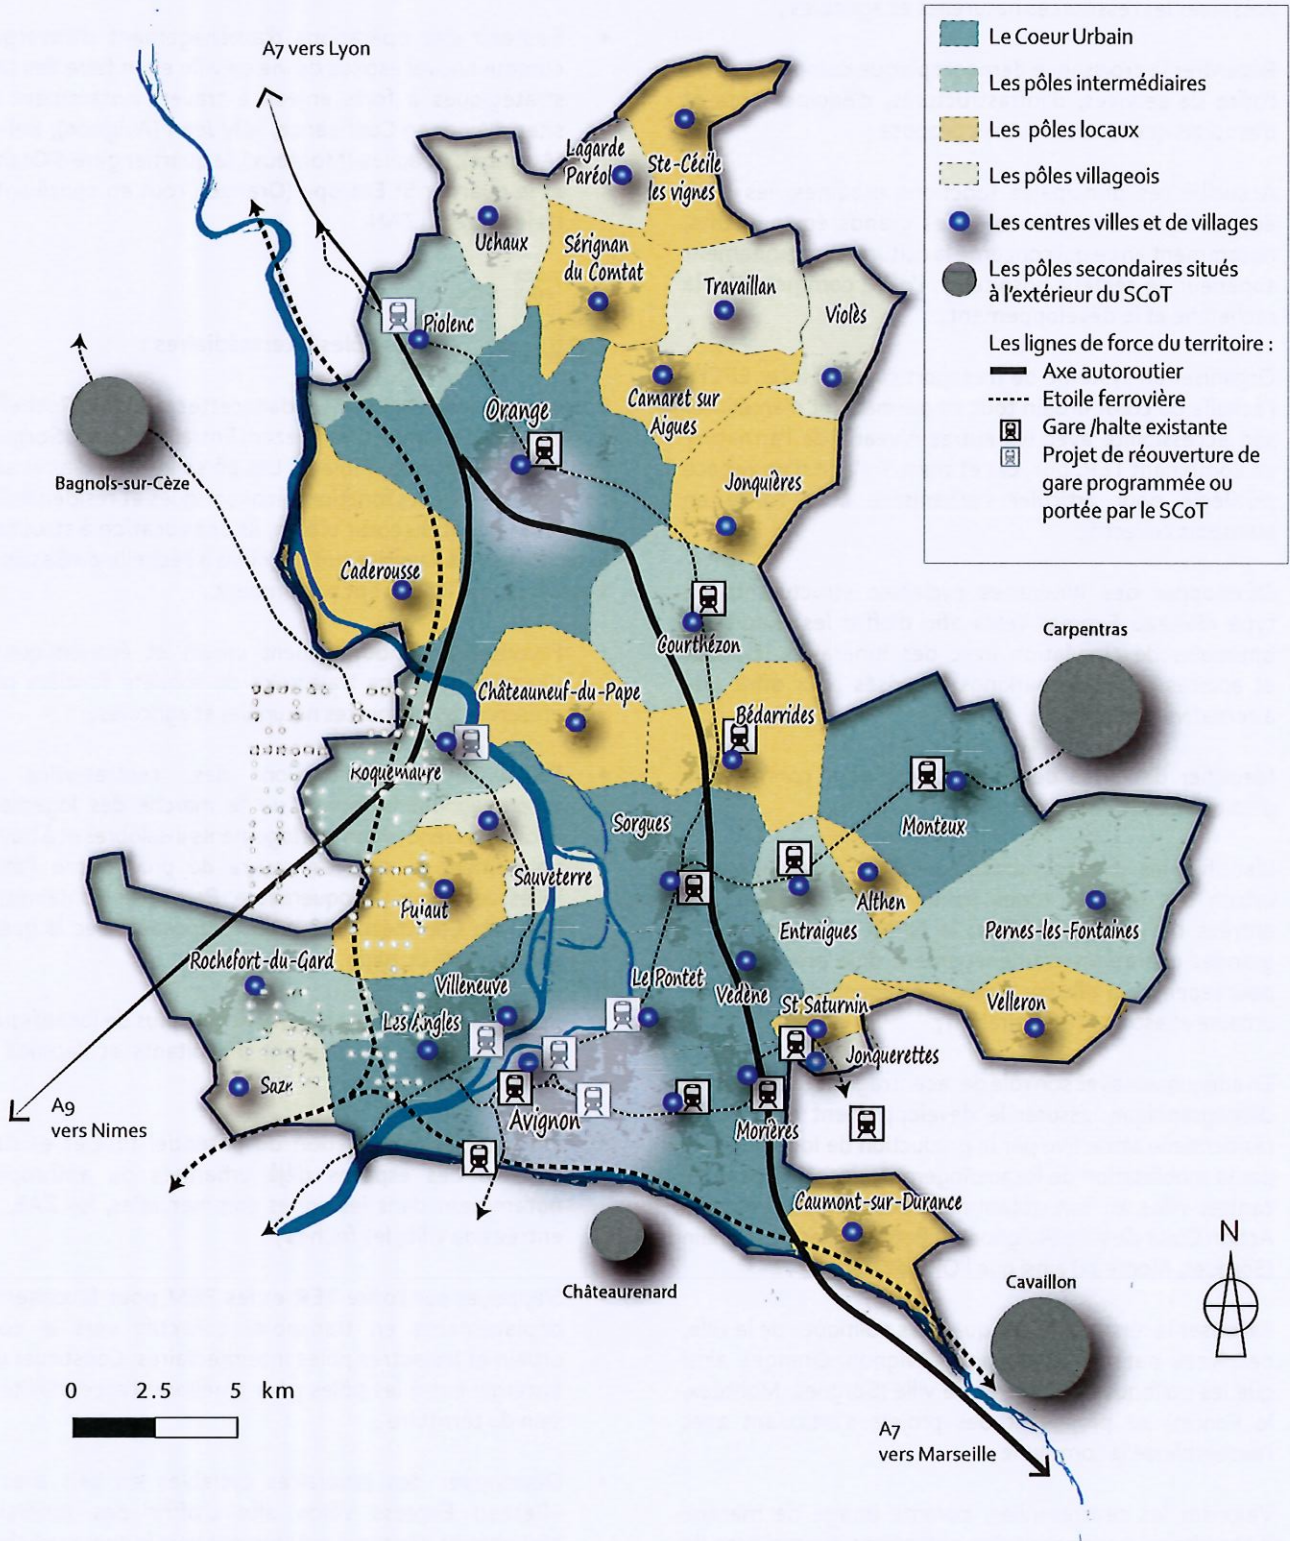 A7 vers Lyon
Le Coeur Urbain
Les pôles intermédiaires
Les pôles locaux
Les pôles villageois
Les centres villes et de villages
Les pôles secondaires situés
à l'extérieur du SCoT
Les lignes de force du territoire :
Axe autoroutier
Etoile ferrovière
Gare /halte existante
Projet de réouverture de
gare programmée ou
portée par le SCoT
Lagarde
Paréol
Ste-Cécile
les vignes
Uchaux
Sérignan
du Comtat
Travaillan
Violès
Piolenc
Camaret sur
Aigues
Orange
Bagnols-sur-Cèze
Jonquières
Caderousse
Courthézon
Carpentras
Châteauneuf-du-Pape
Bédarrides
Roquemaure
Monteux
Sorgues
Sauveterre
Pujaut
Althen
Entraigues
Pernes-les-Fontaines
Rochefort-du-Gard
Villeneuve
Le Pontet
Vedène
St Saturnin
Velleron
Les Angles
Jonquerettes
Saze
A9
vers Nimes
Avignon
Morières
Caumont-sur-Durance
Châteaurenard
Cavaillon
N
0 2.5 5 km
A7
vers Marseille